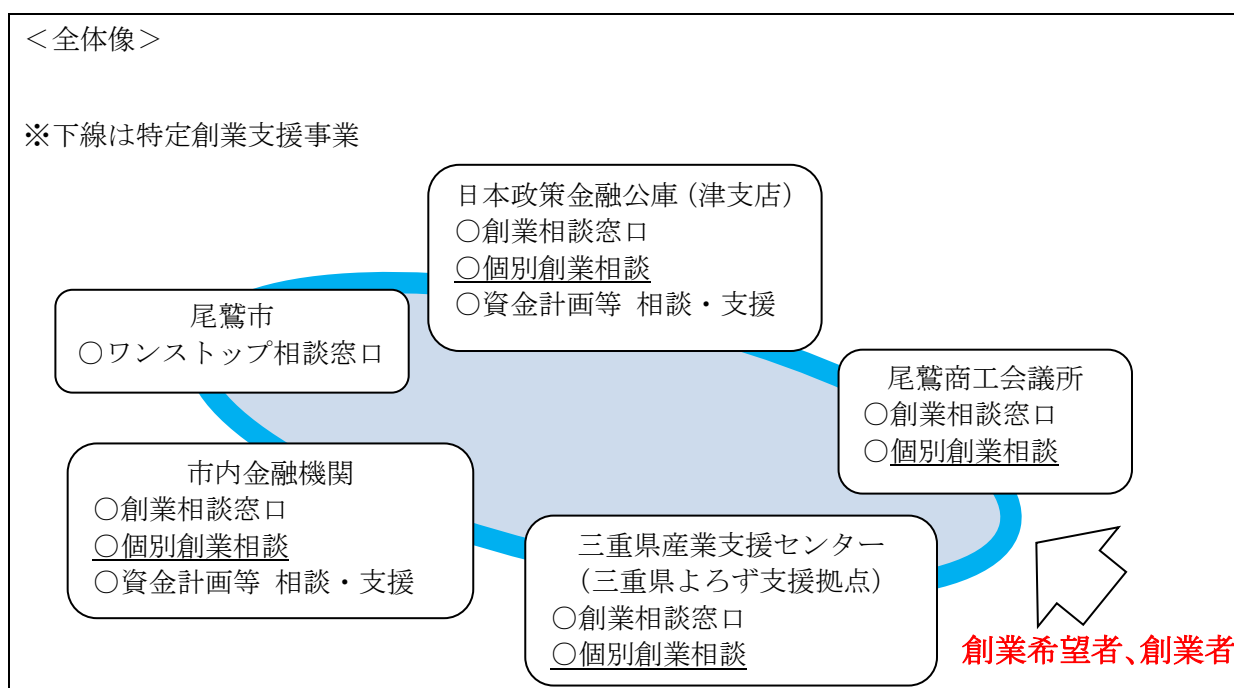 ＜全体像＞
※下線は特定創業支援事業
日本政策金融公庫（津支店）
○創業相談窓口
○個別創業相談
○資金計画等 相談・支援
尾鷲市
○ワンストップ相談窓口
尾鷲商工会議所
○創業相談窓口
○個別創業相談
市内金融機関
○創業相談窓口
○個別創業相談
○資金計画等 相談・支援
三重県産業支援センター
（三重県よろず支援拠点）
○創業相談窓口
○個別創業相談
創業希望者、創業者